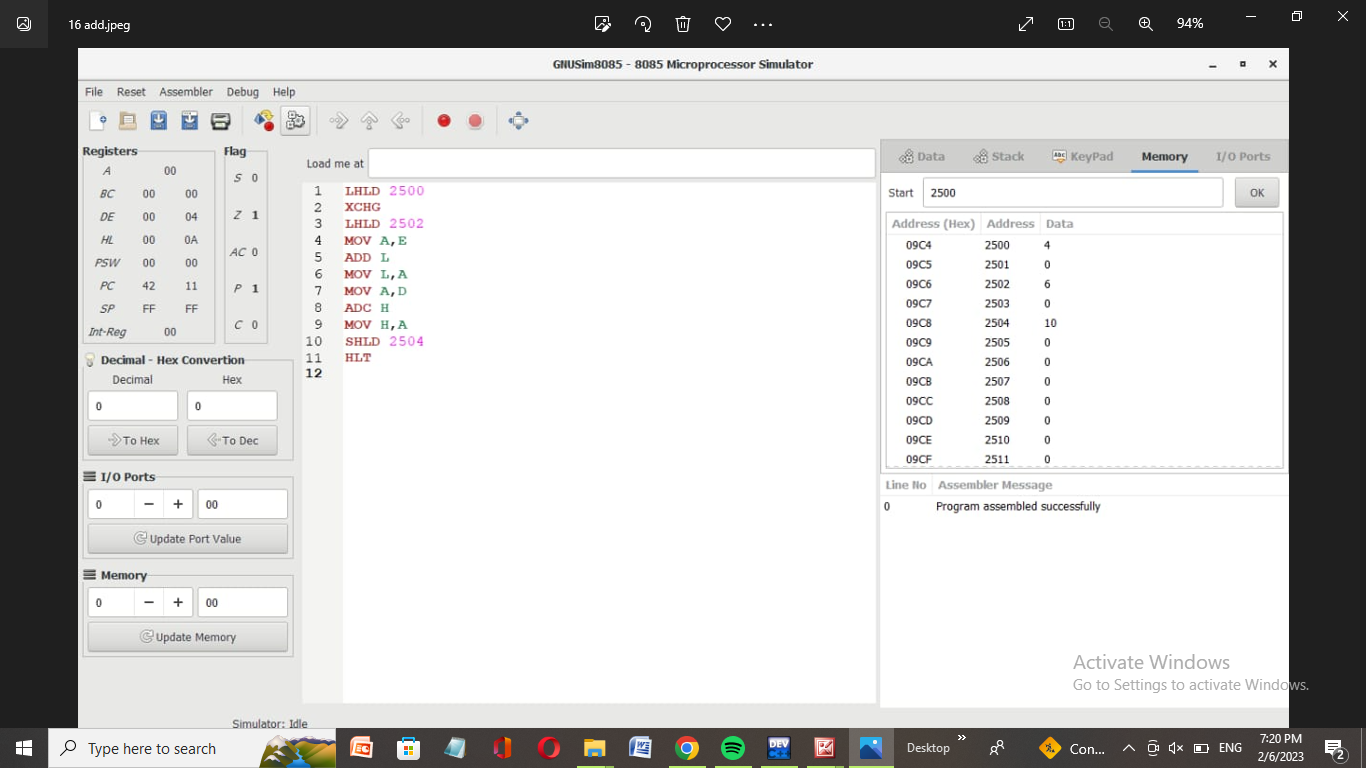 16 add.jpeg
94%
GNUSim8085 - 8085 Microprocessor Simulator
File Reset Assembler Debug Help
Registers
A 00
BC 00 00
DE 00 04
HL 00 0A
PSW 00 00
PC 42 11
SP FF FF
Int-Reg 00
Flag
S 0
Z 1
AC 0
P 1
C 0
Decimal - Hex Convertion
Decimal Hex
0 0
To Hex To Dec
I/O Ports
0 − + 00
Update Port Value
Memory
0 − + 00
Update Memory
Load me at
1 LHLD 2500
2 XCHG
3 LHLD 2502
4 MOV A,E
5 ADD L
6 MOV L,A
7 MOV A,D
8 ADC H
9 MOV H,A
10 SHLD 2504
11 HLT
12
Data Stack Abc KeyPad Memory I/O Ports
Start 2500 OK
Address (Hex) Address Data
09C4 2500 4
09C5 2501 0
09C6 2502 6
09C7 2503 0
09C8 2504 10
09C9 2505 0
09CA 2506 0
09CB 2507 0
09CC 2508 0
09CD 2509 0
09CE 2510 0
09CF 2511 0
Line No Assembler Message
0 Program assembled successfully
Activate Windows
Go to Settings to activate Windows.
Simulator: Idle
Type here to search
DEV
Desktop
Con...
ENG
7:20 PM
2/6/2023
2